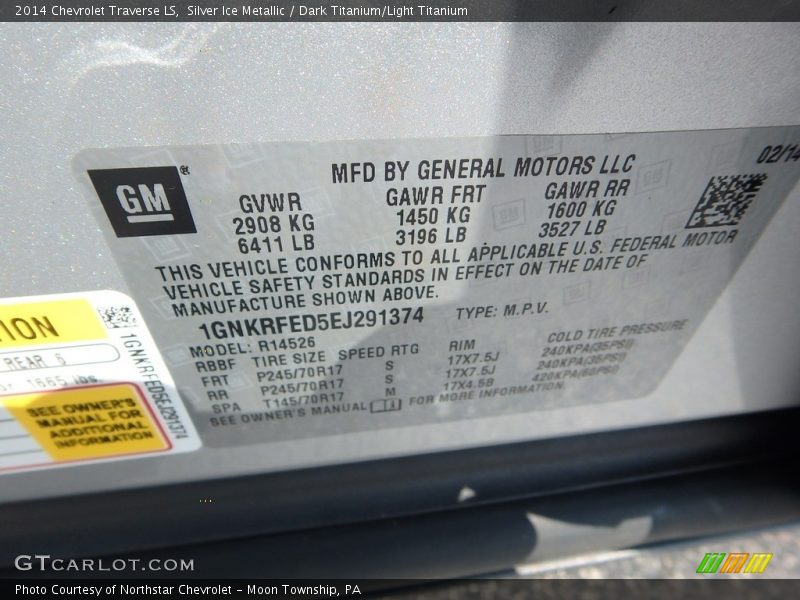 2014 Chevrolet Traverse LS, Silver Ice Metallic / Dark Titanium/Light Titanium
GM®
MFD BY GENERAL MOTORS LLC
02/14
GVWR GAWR FRT GAWR RR
2908 KG 1450 KG 1600 KG
6411 LB 3196 LB 3527 LB
THIS VEHICLE CONFORMS TO ALL APPLICABLE U.S. FEDERAL MOTOR
VEHICLE SAFETY STANDARDS IN EFFECT ON THE DATE OF
MANUFACTURE SHOWN ABOVE.
1GNKRFED5EJ291374 TYPE: M.P.V.
MODEL: R14526
RBBF TIRE SIZE SPEED RTG RIM COLD TIRE PRESSURE
FRT P245/70R17 S 17X7.5J 240KPA(35PSI)
RR P245/70R17 S 17X7.5J 240KPA(35PSI)
SPA T145/70R17 M 17X4.5B 420KPA(60PSI)
SEE OWNER'S MANUAL FOR MORE INFORMATION.
TION
REAR 5
1665 lbs.
SEE OWNER'S
MANUAL FOR
ADDITIONAL
INFORMATION
1GNKRFED5EJ291374
GTCARLOT.COM
Photo Courtesy of Northstar Chevrolet - Moon Township, PA